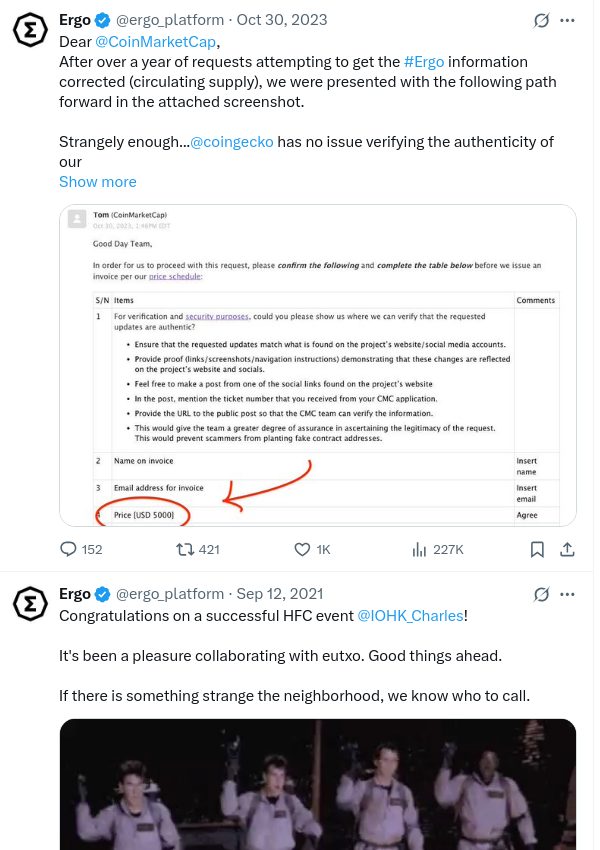 Ergo @ergo_platform · Oct 30, 2023
Dear @CoinMarketCap,
After over a year of requests attempting to get the #Ergo information
corrected (circulating supply), we were presented with the following path
forward in the attached screenshot.
Strangely enough...@coingecko has no issue verifying the authenticity of
our
Show more
Tom (CoinMarketCap)
Oct 30, 2023, 1:46PM EDT
Good Day Team,
In order for us to proceed with this request, please confirm the following and complete the table below before we issue an
invoice per our price schedule:
S/N Items Comments
1 For verification and security purposes, could you please show us where we can verify that the requested
updates are authentic?
• Ensure that the requested updates match what is found on the project's website/social media accounts.
• Provide proof (links/screenshots/navigation instructions) demonstrating that these changes are reflected
on the project's website and socials.
• Feel free to make a post from one of the social links found on the project's website
• In the post, mention the ticket number that you received from your CMC application.
• Provide the URL to the public post so that the CMC team can verify the information.
• This would give the team a greater degree of assurance in ascertaining the legitimacy of the request.
This would prevent scammers from planting fake contract addresses.
2 Name on invoice Insert
name
3 Email address for invoice Insert
email
Price [USD 5000] Agree
152 421 1K 227K
Ergo @ergo_platform · Sep 12, 2021
Congratulations on a successful HFC event @IOHK_Charles!
It's been a pleasure collaborating with eutxo. Good things ahead.
If there is something strange the neighborhood, we know who to call.